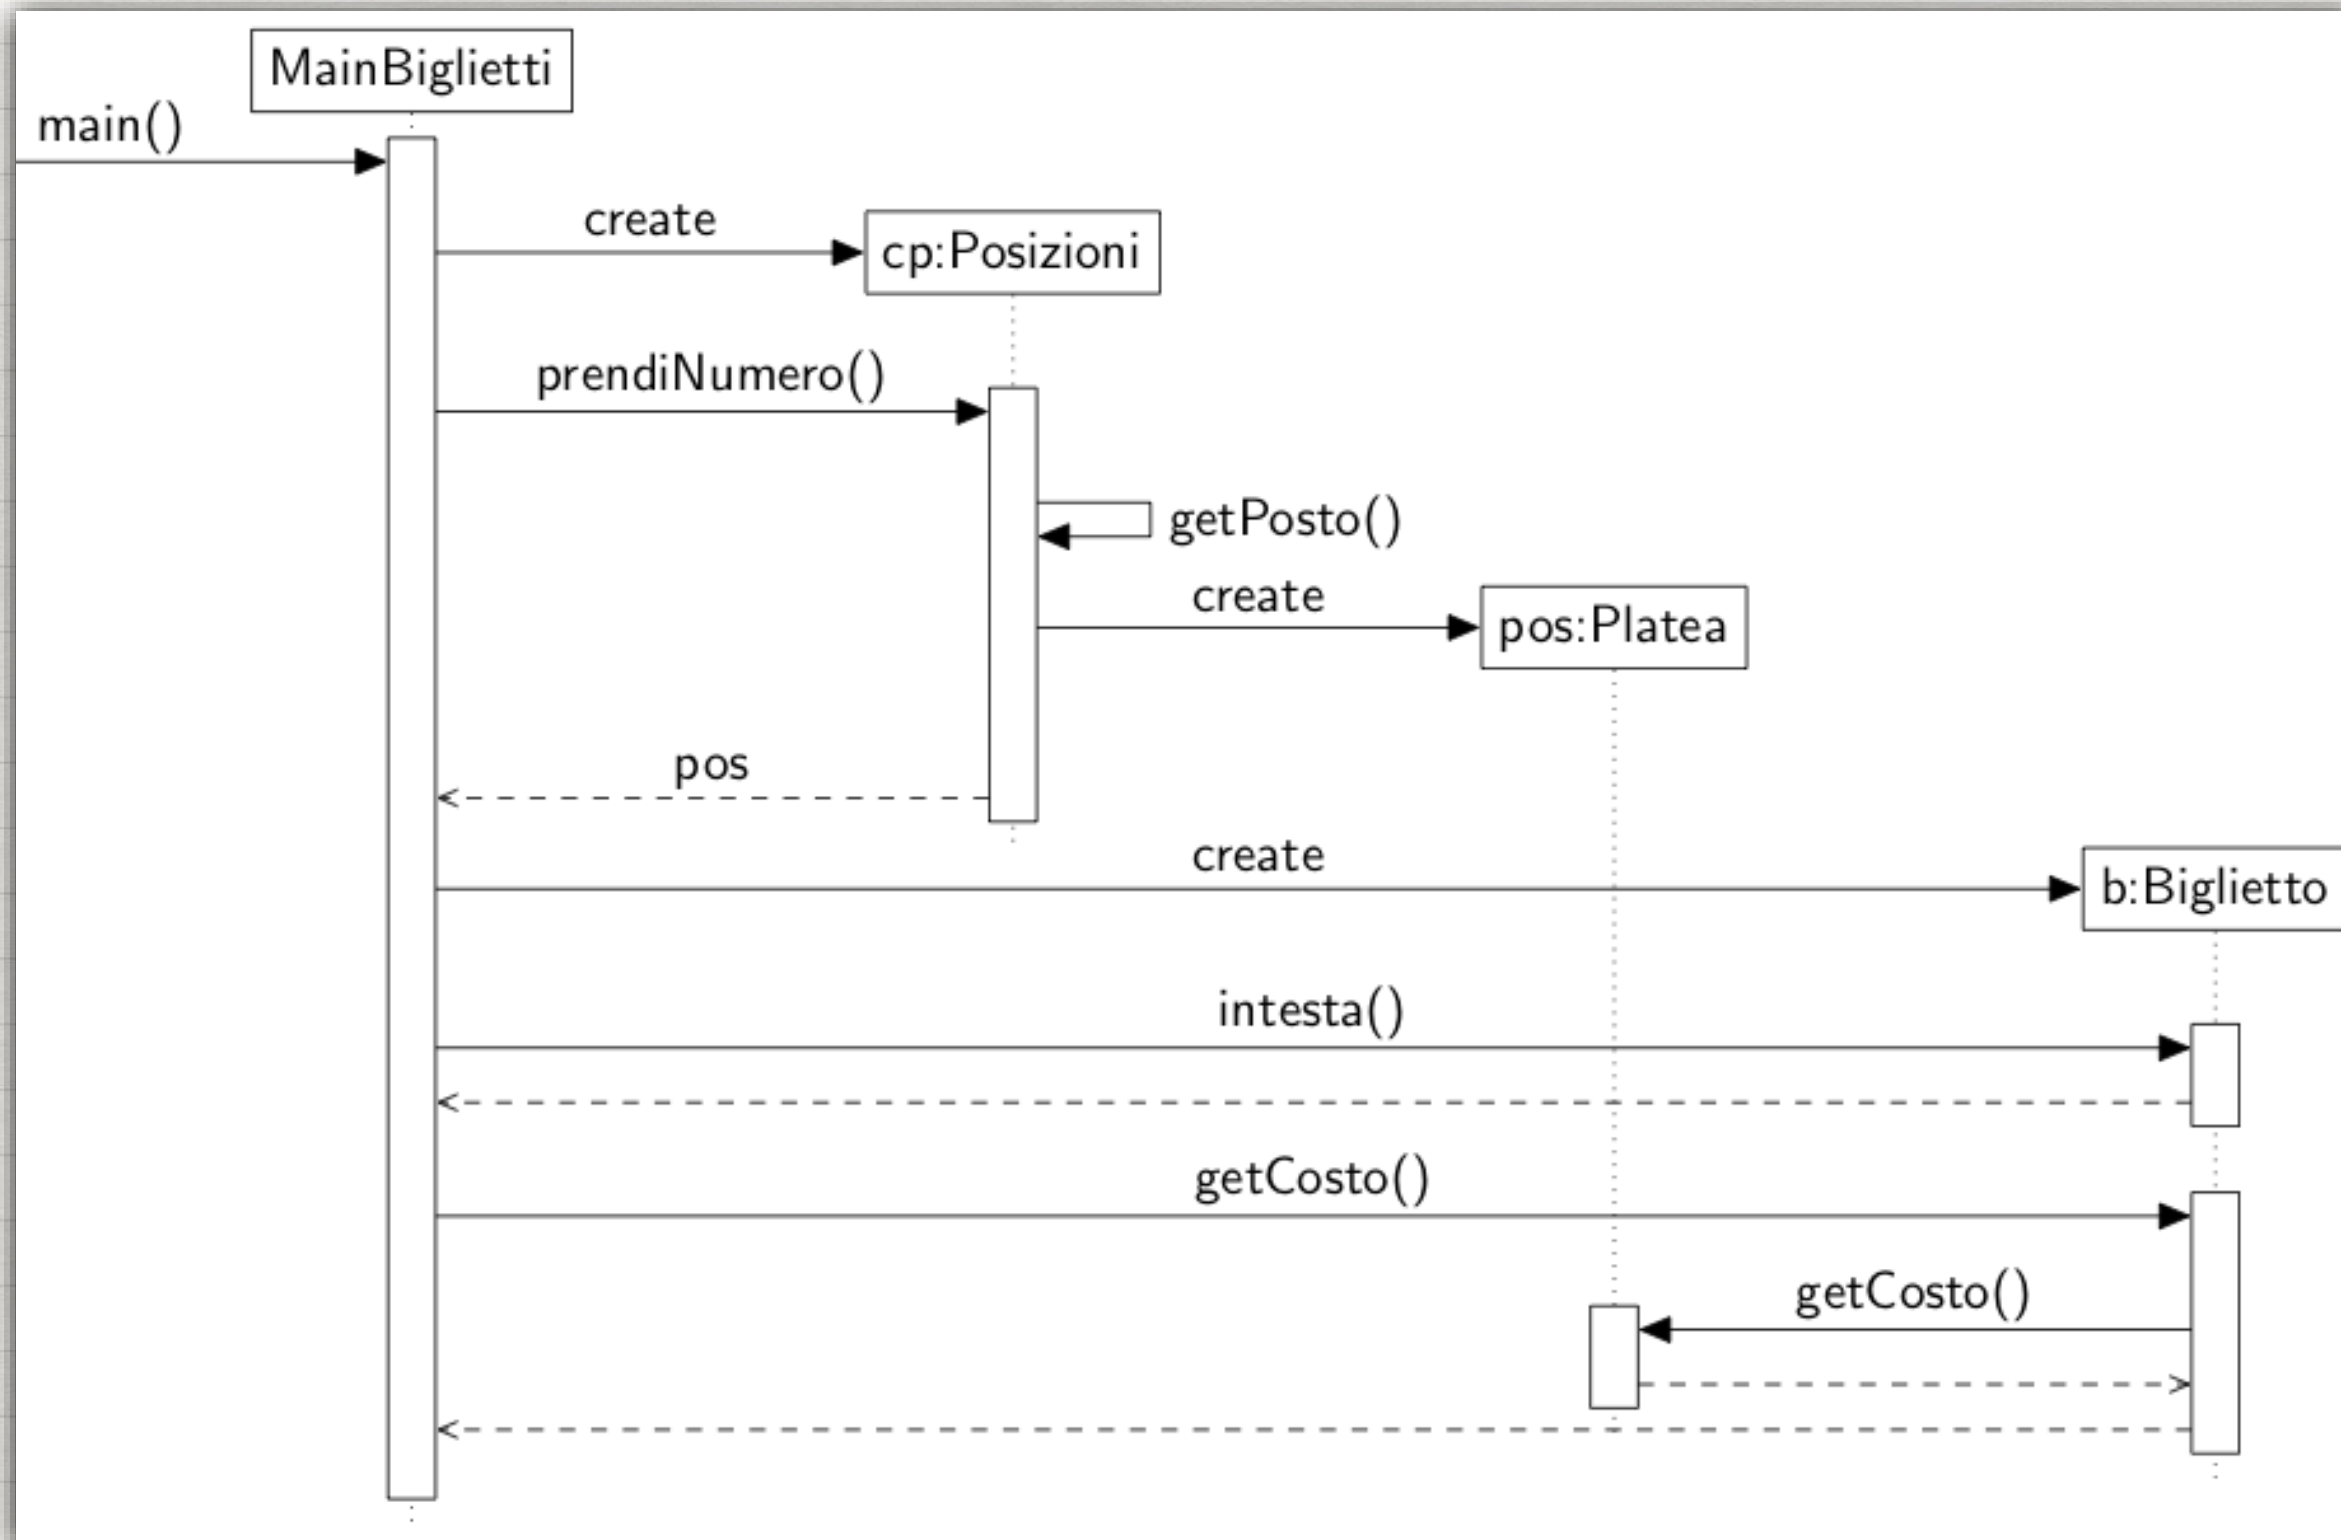 MainBiglietti
main()
create
cp:Posizioni
prendiNumero()
getPosto()
create
pos:Platea
pos
create
b:Biglietto
intesta()
getCosto()
getCosto()